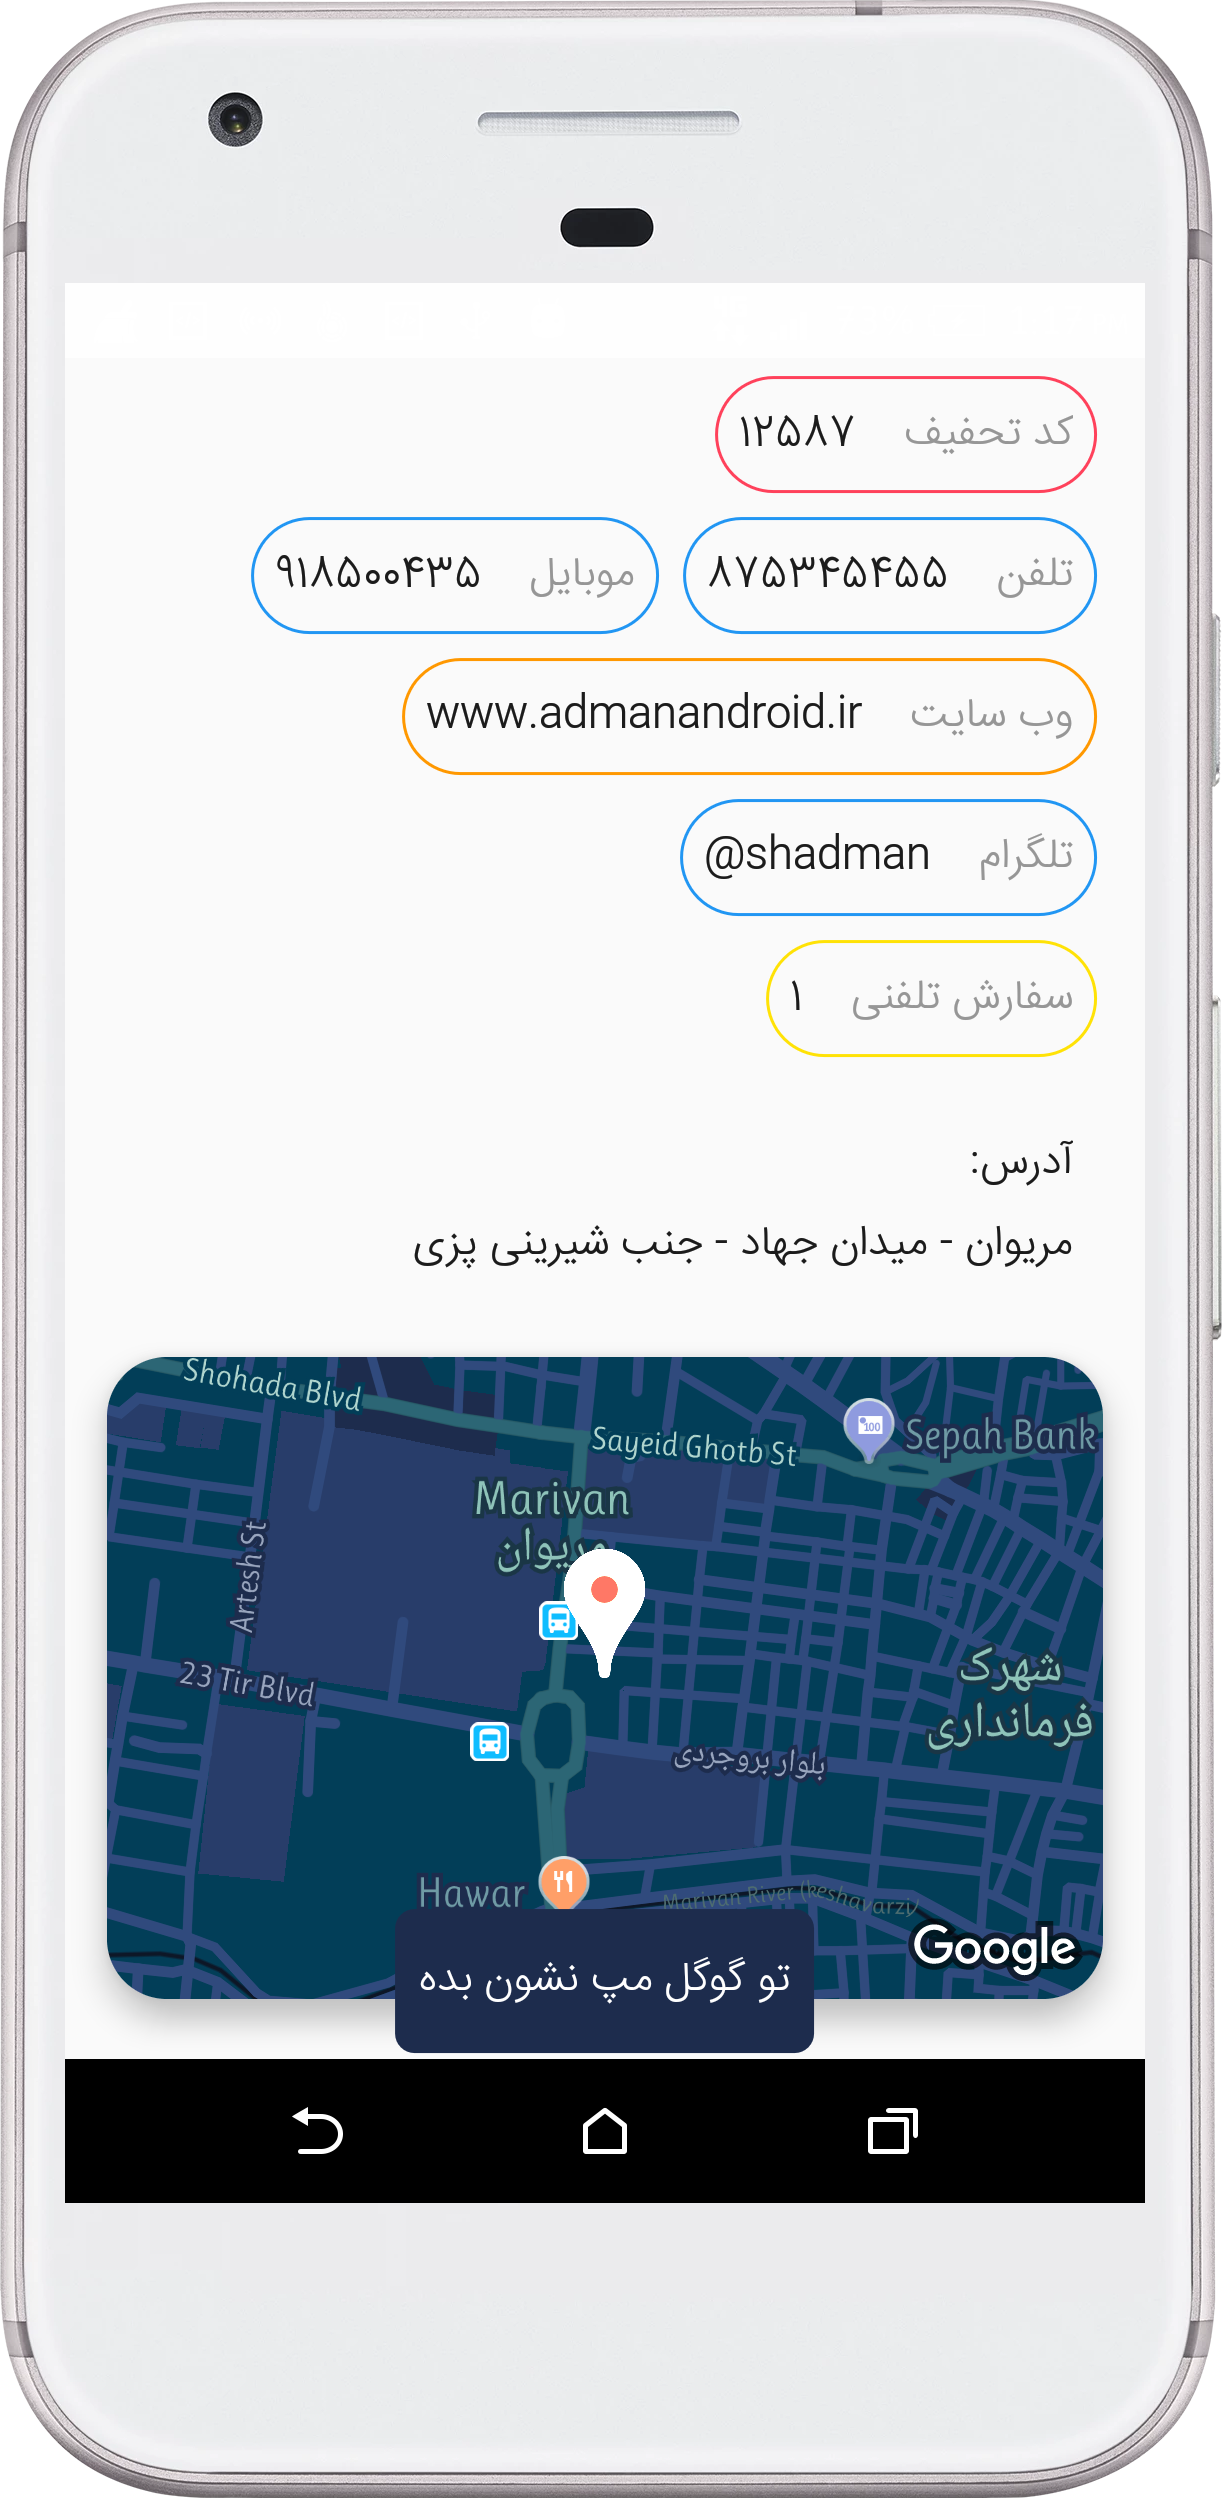 کد تحفیف ۱۲۵۸۷
تلفن ۸۷۵۳۴۵۴۵۵ موبایل ۹۱۸۵۰۰۴۳۵
وب سایت www.admanandroid.ir
تلگرام @shadman
سفارش تلفنی ۱
آدرس:
مریوان - میدان جهاد - جنب شیرینی پزی
Shohada Blvd
Sayeid Ghotb St
100
Sepah Bank
Marivan
مریوان
Artesh St
23 Tir Blvd
شهرک
فرمانداری
بلوار بروجردی
Hawar
Marivan River (keshavarzi)
Google
تو گوگل مپ نشون بده